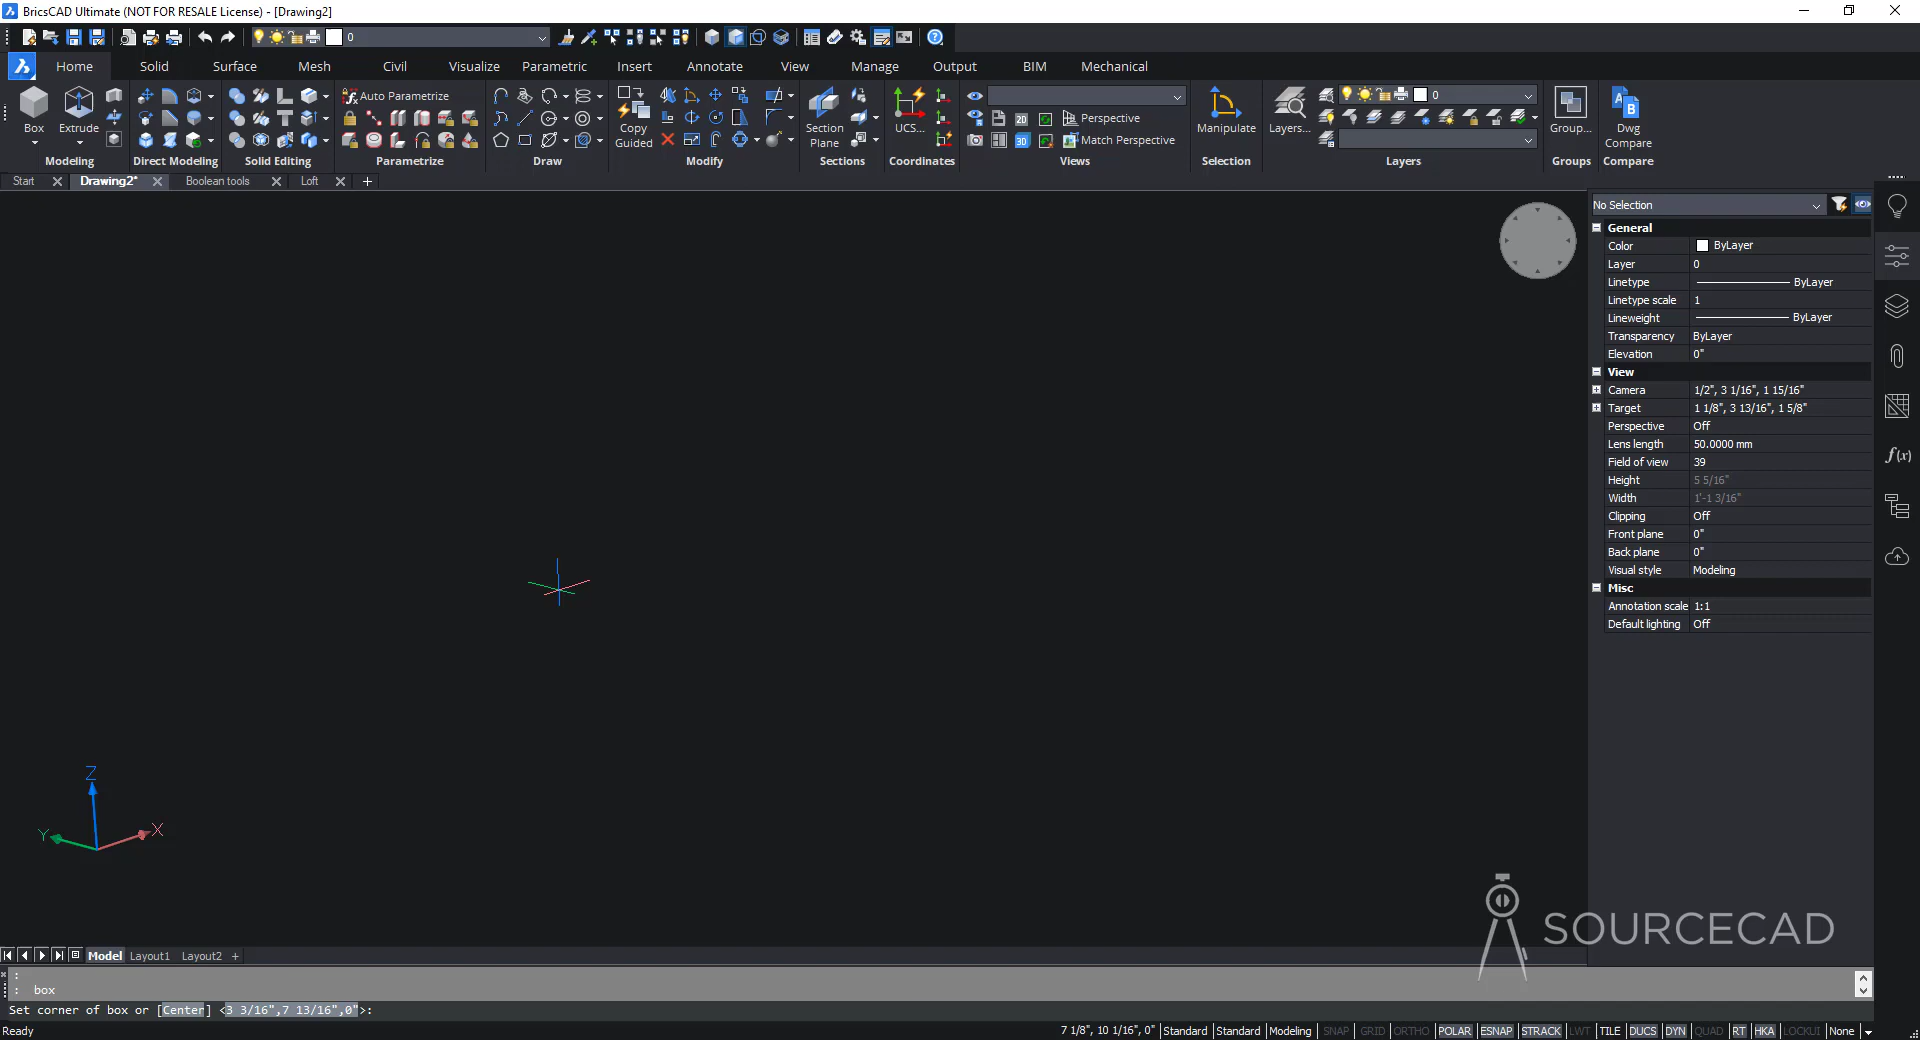 BricsCAD Ultimate (NOT FOR RESALE License) - [Drawing2]
0
Home Solid Surface Mesh Civil Visualize Parametric Insert Annotate View Manage Output BIM Mechanical
Box
Extrude
Modeling
Direct Modeling
Solid Editing
Auto Parametrize
Parametrize
Draw
Copy
Guided
Modify
Section
Plane
Sections
UCS...
Coordinates
2D
3D
Perspective
Match Perspective
Views
Manipulate
Selection
Layers...
0
Layers
Group...
Groups
Dwg
Compare
Compare
Start Drawing2* Boolean tools Loft +
No Selection
General
Color ByLayer
Layer 0
Linetype ByLayer
Linetype scale 1
Lineweight ByLayer
Transparency ByLayer
Elevation 0"
View
Camera 1/2", 3 1/16", 1 15/16"
Target 1 1/8", 3 13/16", 1 5/8"
Perspective Off
Lens length 50.0000 mm
Field of view 39
Height 5 5/16"
Width 1'-1 3/16"
Clipping Off
Front plane 0"
Back plane 0"
Visual style Modeling
Misc
Annotation scale 1:1
Default lighting Off
f(x)
Z
Y
X
SOURCECAD
Model Layout1 Layout2 +
:
: box
Set corner of box or [Center] <3 3/16",7 13/16",0">:
Ready
7 1/8", 10 1/16", 0" Standard Standard Modeling SNAP GRID ORTHO POLAR ESNAP STRACK LWT TILE DUCS DYN QUAD RT HKA LOCKUI None